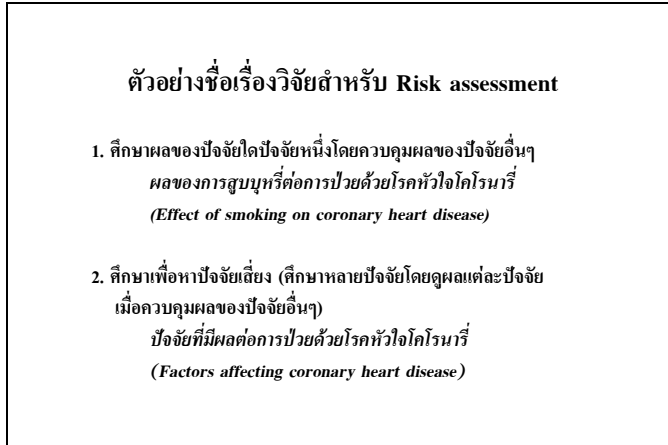 ตัวอย่างชื่อเรื่องวิจัยสำหรับ Risk assessment
1. ศึกษาผลของปัจจัยใดปัจจัยหนึ่งโดยควบคุมผลของปัจจัยอื่นๆ
ผลของการสูบบุหรี่ต่อการป่วยด้วยโรคหัวใจโคโรนารี่
(Effect of smoking on coronary heart disease)
2. ศึกษาเพื่อหาปัจจัยเสี่ยง (ศึกษาหลายปัจจัยโดยดูผลแต่ละปัจจัย
เมื่อควบคุมผลของปัจจัยอื่นๆ)
ปัจจัยที่มีผลต่อการป่วยด้วยโรคหัวใจโคโรนารี่
(Factors affecting coronary heart disease)